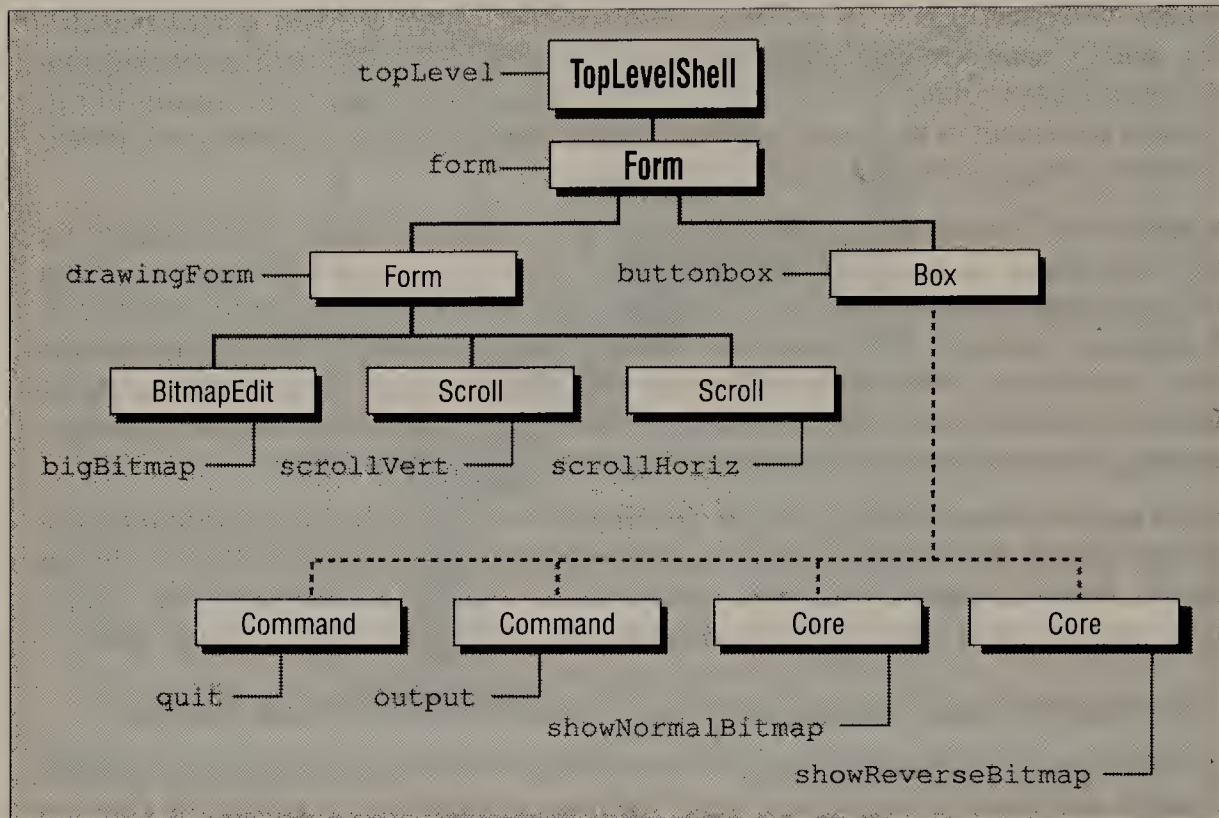 topLevel TopLevelShell
form Form
drawingForm Form buttonbox Box
BitmapEdit Scroll Scroll
bigBitmap scrollVert scrollHoriz
Command Command Core Core
quit output
showNormalBitmap
showReverseBitmap